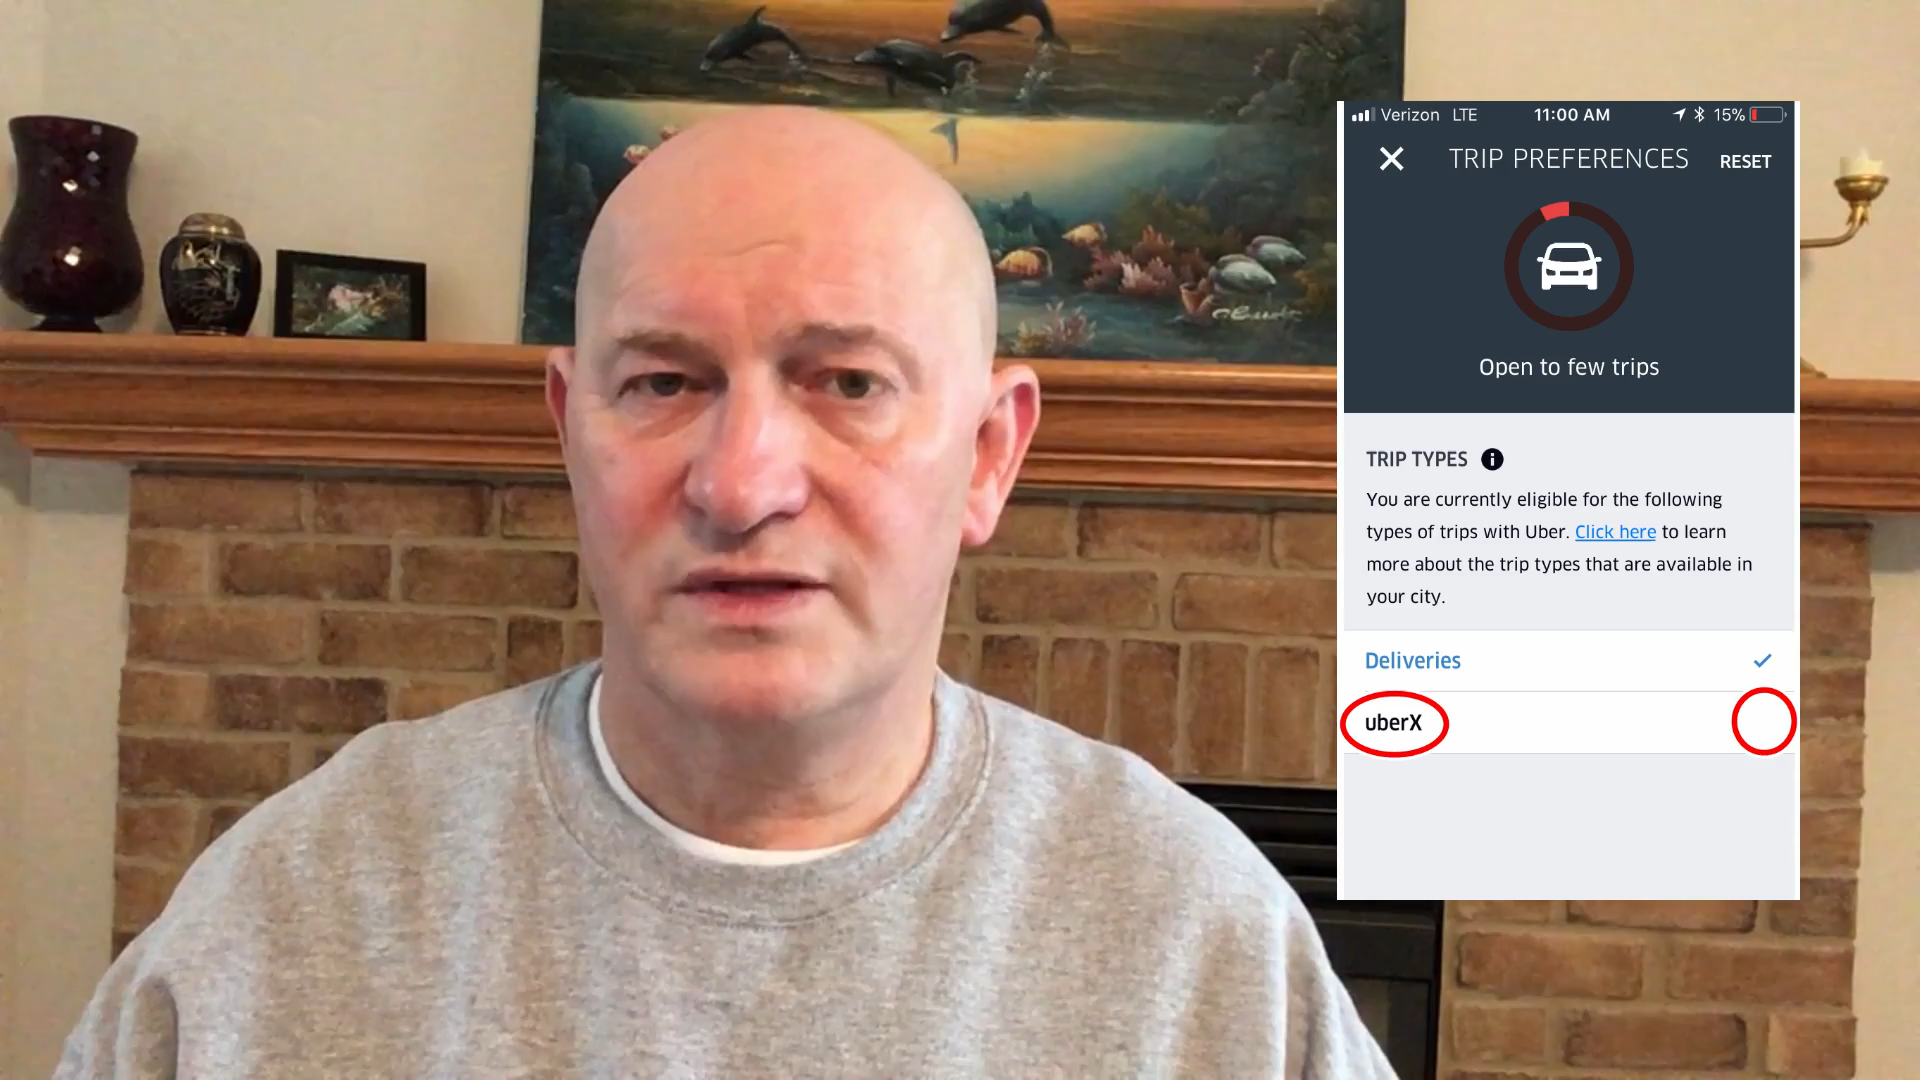 Verizon LTE 11:00 AM 15%
TRIP PREFERENCES RESET
Open to few trips
TRIP TYPES
You are currently eligible for the following
types of trips with Uber. Click here to learn
more about the trip types that are available in
your city.
Deliveries
uberX